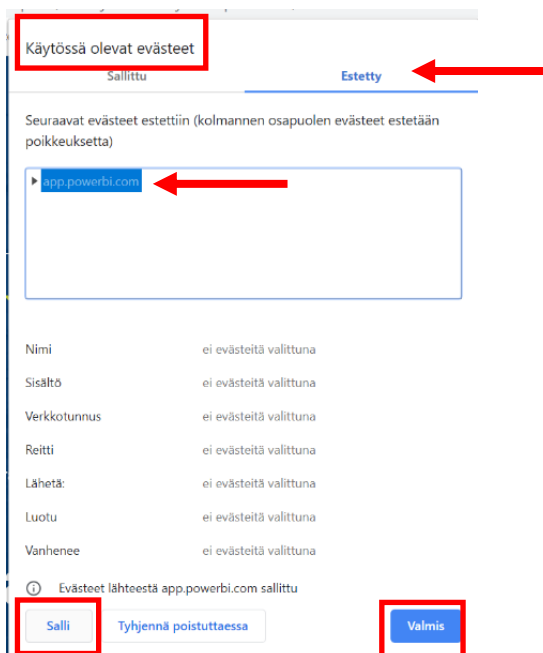 Käytössä olevat evästeet
Sallittu Estetty
Seuraavat evästeet estettiin (kolmannen osapuolen evästeet estetään
poikkeuksetta)
app.powerbi.com
Nimi ei evästeitä valittuna
Sisältö ei evästeitä valittuna
Verkkotunnus ei evästeitä valittuna
Reitti ei evästeitä valittuna
Lähetä: ei evästeitä valittuna
Luotu ei evästeitä valittuna
Vanhenee ei evästeitä valittuna
Evästeet lähteestä app.powerbi.com sallittu
Salli Tyhjennä poistuttaessa Valmis